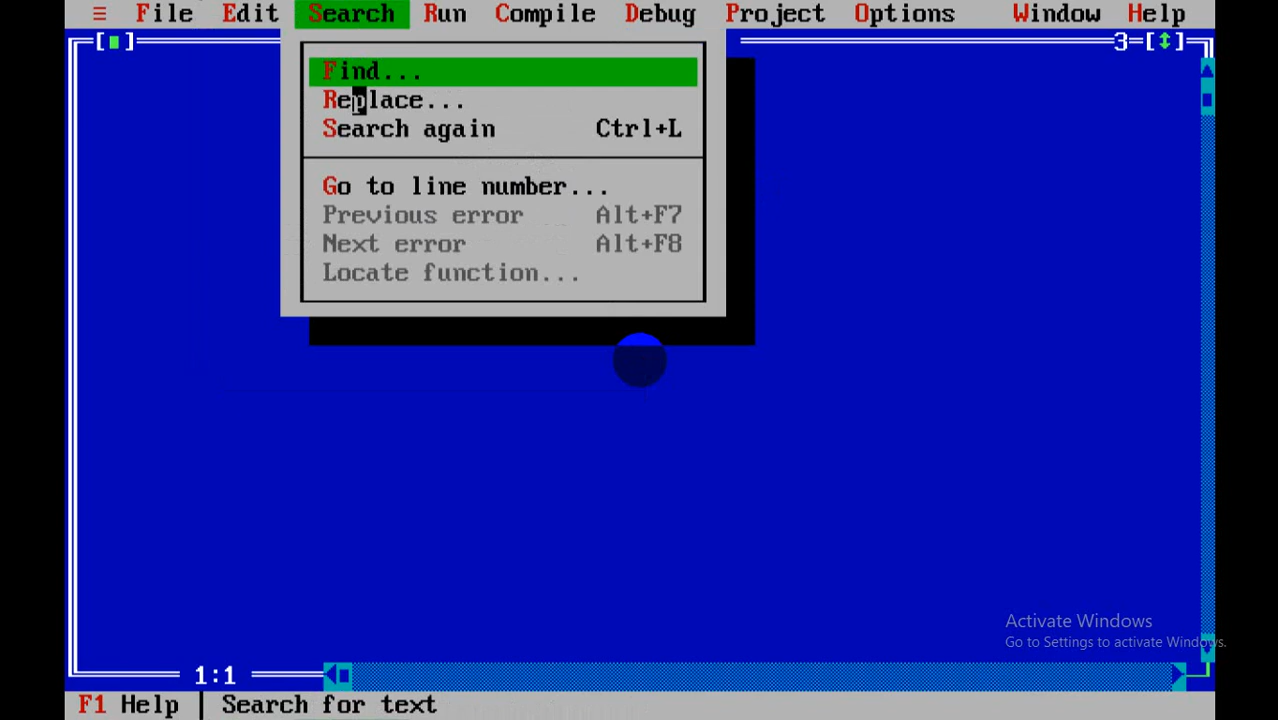 ≡ File Edit Search Run Compile Debug Project Options Window Help
[■] 3=[↕]
Find...
Replace...
Search again Ctrl+L
Go to line number...
Previous error Alt+F7
Next error Alt+F8
Locate function...
Activate Windows
Go to Settings to activate Windows.
1:1
F1 Help | Search for text